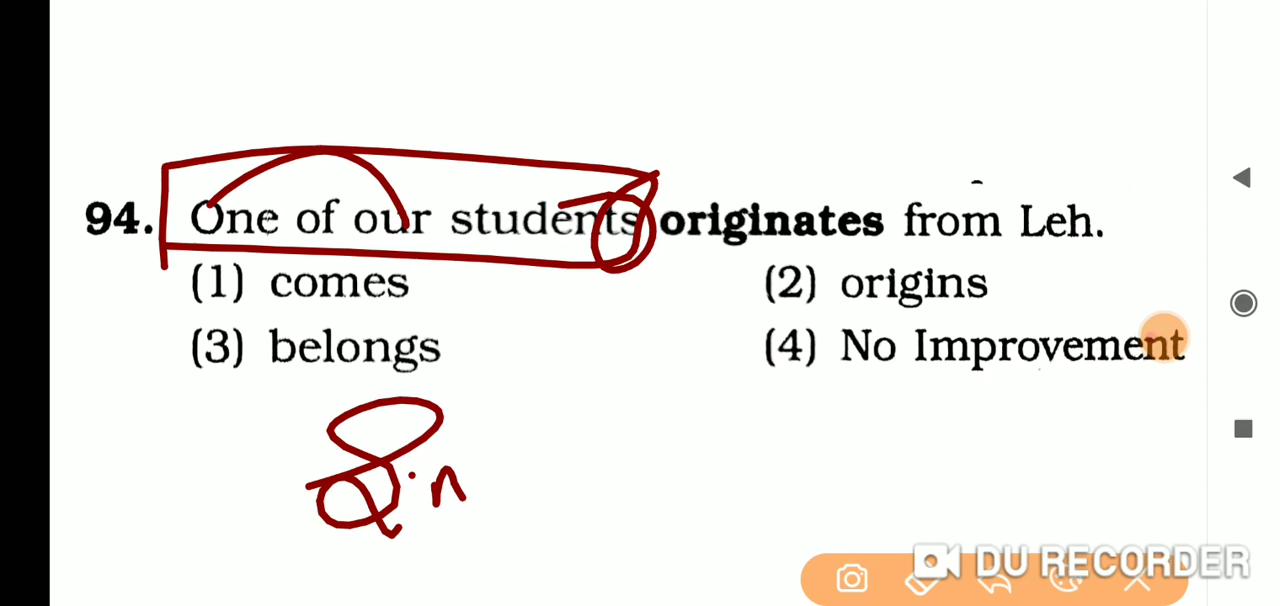 94. One of our students originates from Leh.
(1) comes (2) origins
(3) belongs (4) No Improvement
DU RECORDER